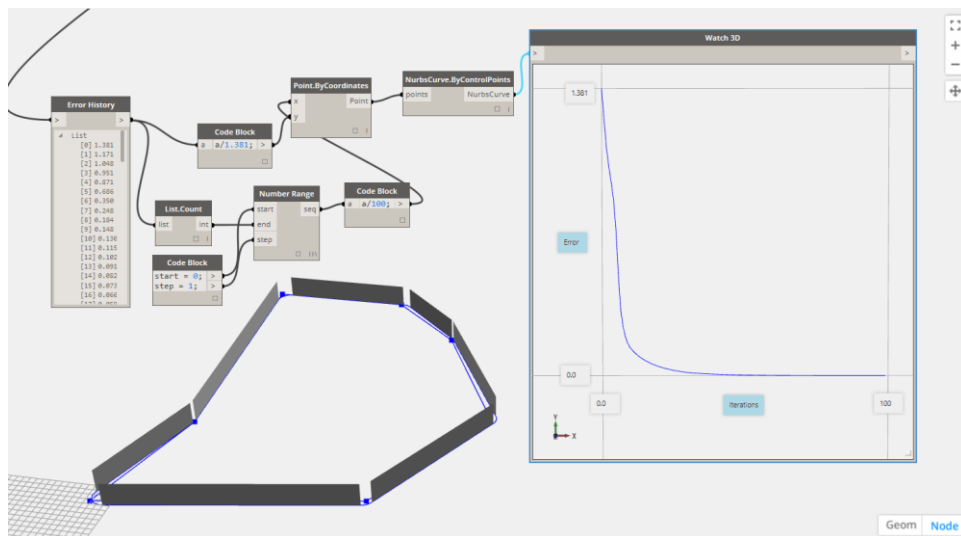 Watch 3D
>
>
+
−
Point.ByCoordinates
x
Point
y
NurbsCurve.ByControlPoints
points
NurbsCurve
Error History
>
>
List
[0] 1.381
[1] 1.171
[2] 1.048
[3] 0.951
[4] 0.871
[5] 0.686
[6] 0.350
[7] 0.248
[8] 0.184
[9] 0.148
[10] 0.130
[11] 0.115
[12] 0.102
[13] 0.091
[14] 0.082
[15] 0.073
[16] 0.066
Code Block
a a/1.381; >
List.Count
list int
Number Range
start seq
end
step
Code Block
a a/100; >
Code Block
start = 0; >
step = 1; >
1.381
Error
0.0
0.0
Iterations
100
Y
X
Geom Node